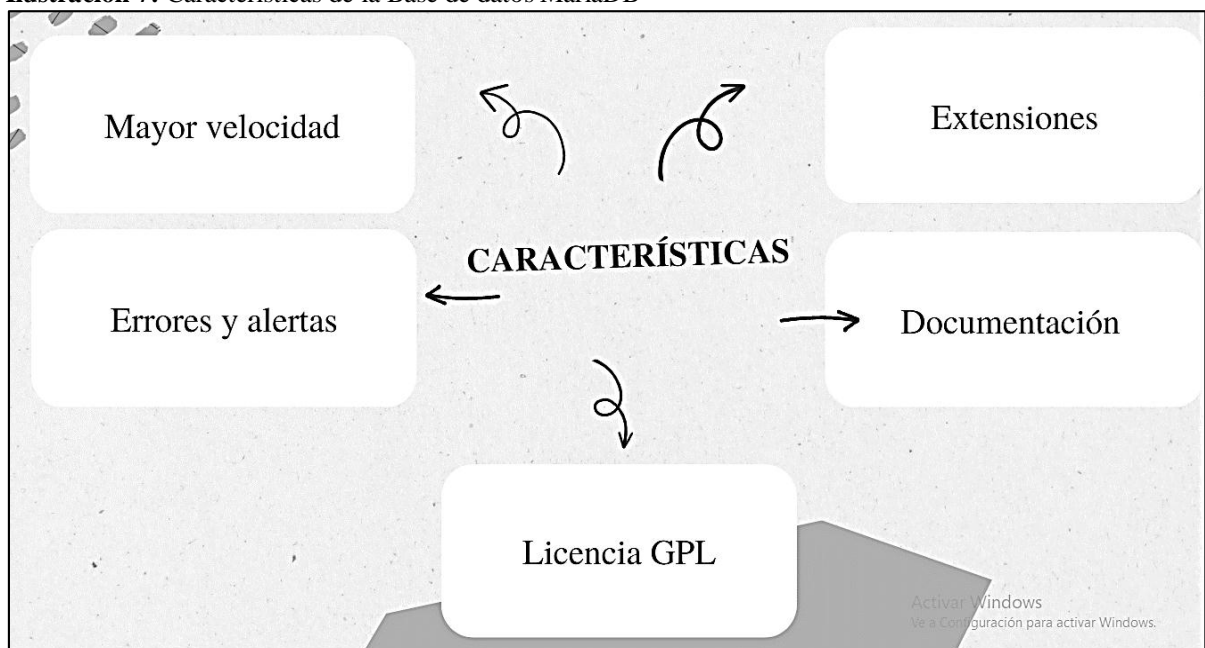 Ilustración 7: Características de la Base de datos MariaDB
Mayor velocidad
Extensiones
CARACTERÍSTICAS
Errores y alertas
Documentación
Licencia GPL
Activar Windows
Ve a Configuración para activar Windows.